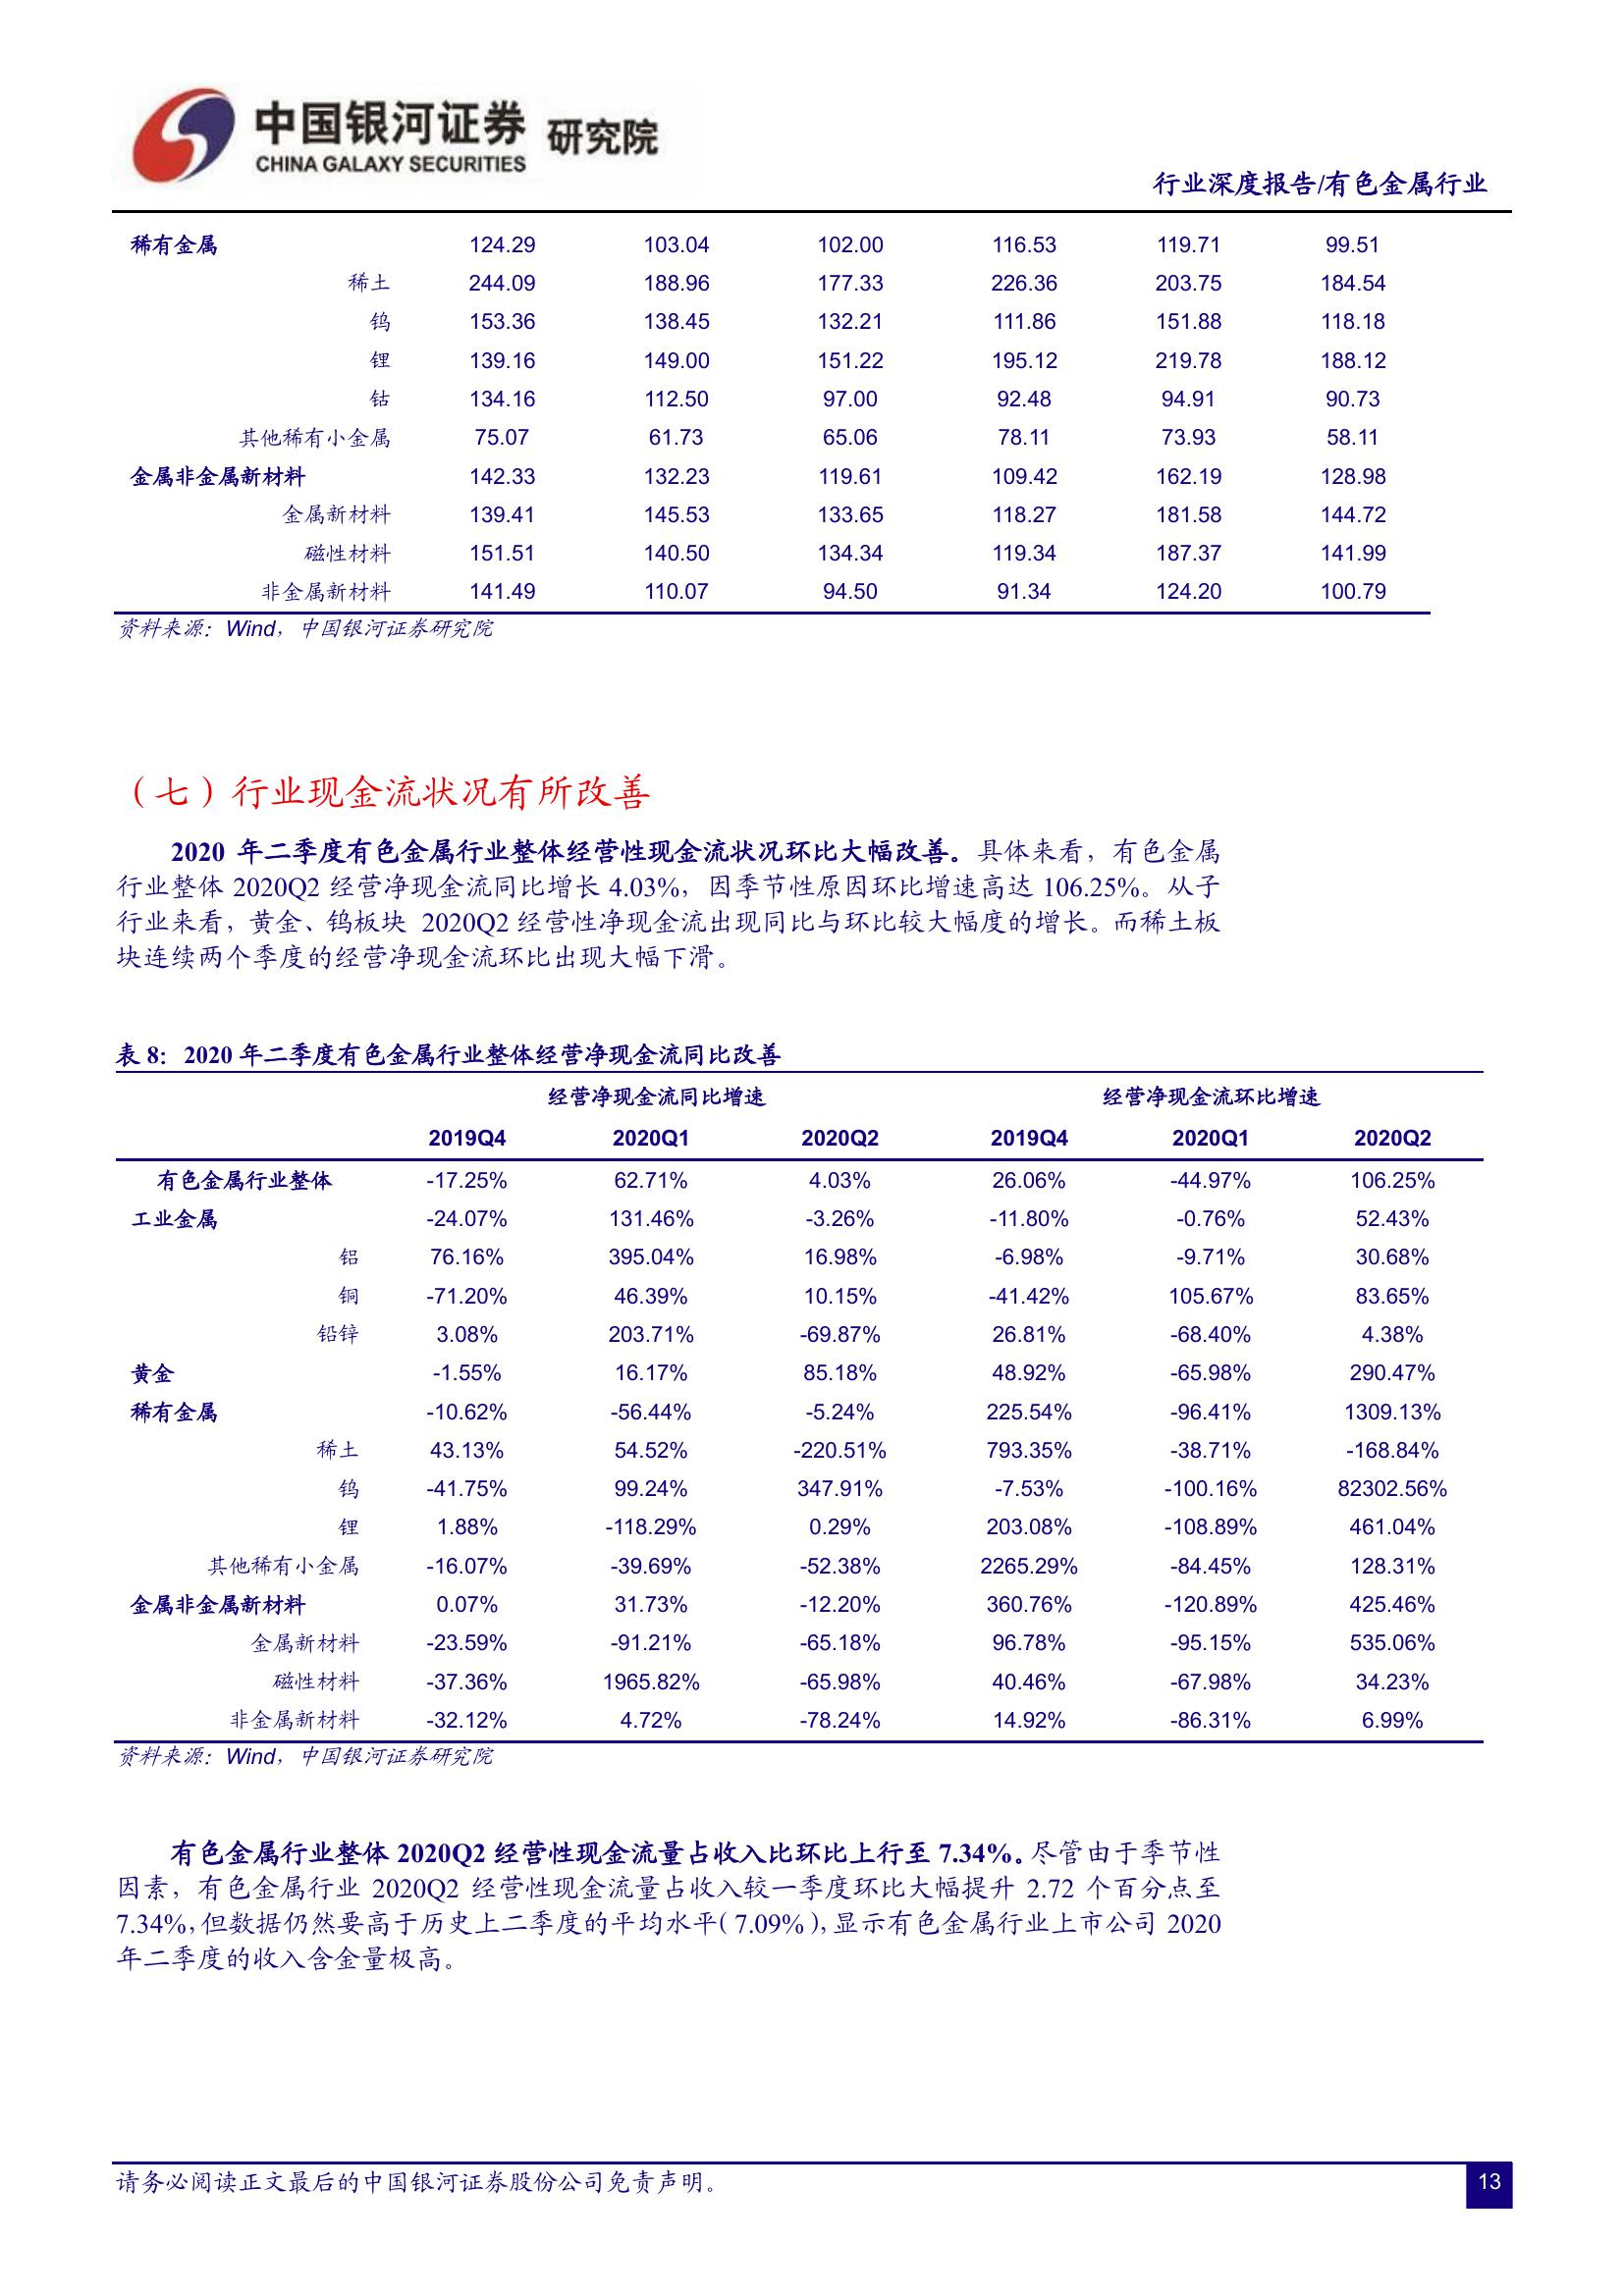 中国银河证券 研究院
CHINA GALAXY SECURITIES
行业深度报告/有色金属行业
稀有金属 124.29 103.04 102.00 116.53 119.71 99.51
稀土 244.09 188.96 177.33 226.36 203.75 184.54
钨 153.36 138.45 132.21 111.86 151.88 118.18
锂 139.16 149.00 151.22 195.12 219.78 188.12
钴 134.16 112.50 97.00 92.48 94.91 90.73
其他稀有小金属 75.07 61.73 65.06 78.11 73.93 58.11
金属非金属新材料 142.33 132.23 119.61 109.42 162.19 128.98
金属新材料 139.41 145.53 133.65 118.27 181.58 144.72
磁性材料 151.51 140.50 134.34 119.34 187.37 141.99
非金属新材料 141.49 110.07 94.50 91.34 124.20 100.79
资料来源：Wind，中国银河证券研究院
（七）行业现金流状况有所改善
2020 年二季度有色金属行业整体经营性现金流状况环比大幅改善。具体来看，有色金属
行业整体 2020Q2 经营净现金流同比增长 4.03%，因季节性原因环比增速高达 106.25%。从子
行业来看，黄金、钨板块 2020Q2 经营性净现金流出现同比与环比较大幅度的增长。而稀土板
块连续两个季度的经营净现金流环比出现大幅下滑。
表 8：2020 年二季度有色金属行业整体经营净现金流同比改善
经营净现金流同比增速 经营净现金流环比增速
2019Q4 2020Q1 2020Q2 2019Q4 2020Q1 2020Q2
有色金属行业整体 -17.25% 62.71% 4.03% 26.06% -44.97% 106.25%
工业金属 -24.07% 131.46% -3.26% -11.80% -0.76% 52.43%
铝 76.16% 395.04% 16.98% -6.98% -9.71% 30.68%
铜 -71.20% 46.39% 10.15% -41.42% 105.67% 83.65%
铅锌 3.08% 203.71% -69.87% 26.81% -68.40% 4.38%
黄金 -1.55% 16.17% 85.18% 48.92% -65.98% 290.47%
稀有金属 -10.62% -56.44% -5.24% 225.54% -96.41% 1309.13%
稀土 43.13% 54.52% -220.51% 793.35% -38.71% -168.84%
钨 -41.75% 99.24% 347.91% -7.53% -100.16% 82302.56%
锂 1.88% -118.29% 0.29% 203.08% -108.89% 461.04%
其他稀有小金属 -16.07% -39.69% -52.38% 2265.29% -84.45% 128.31%
金属非金属新材料 0.07% 31.73% -12.20% 360.76% -120.89% 425.46%
金属新材料 -23.59% -91.21% -65.18% 96.78% -95.15% 535.06%
磁性材料 -37.36% 1965.82% -65.98% 40.46% -67.98% 34.23%
非金属新材料 -32.12% 4.72% -78.24% 14.92% -86.31% 6.99%
资料来源：Wind，中国银河证券研究院
有色金属行业整体 2020Q2 经营性现金流量占收入比环比上行至 7.34%。尽管由于季节性
因素，有色金属行业 2020Q2 经营性现金流量占收入较一季度环比大幅提升 2.72 个百分点至
7.34%，但数据仍然要高于历史上二季度的平均水平（7.09%），显示有色金属行业上市公司 2020
年二季度的收入含金量极高。
请务必阅读正文最后的中国银河证券股份公司免责声明。
13